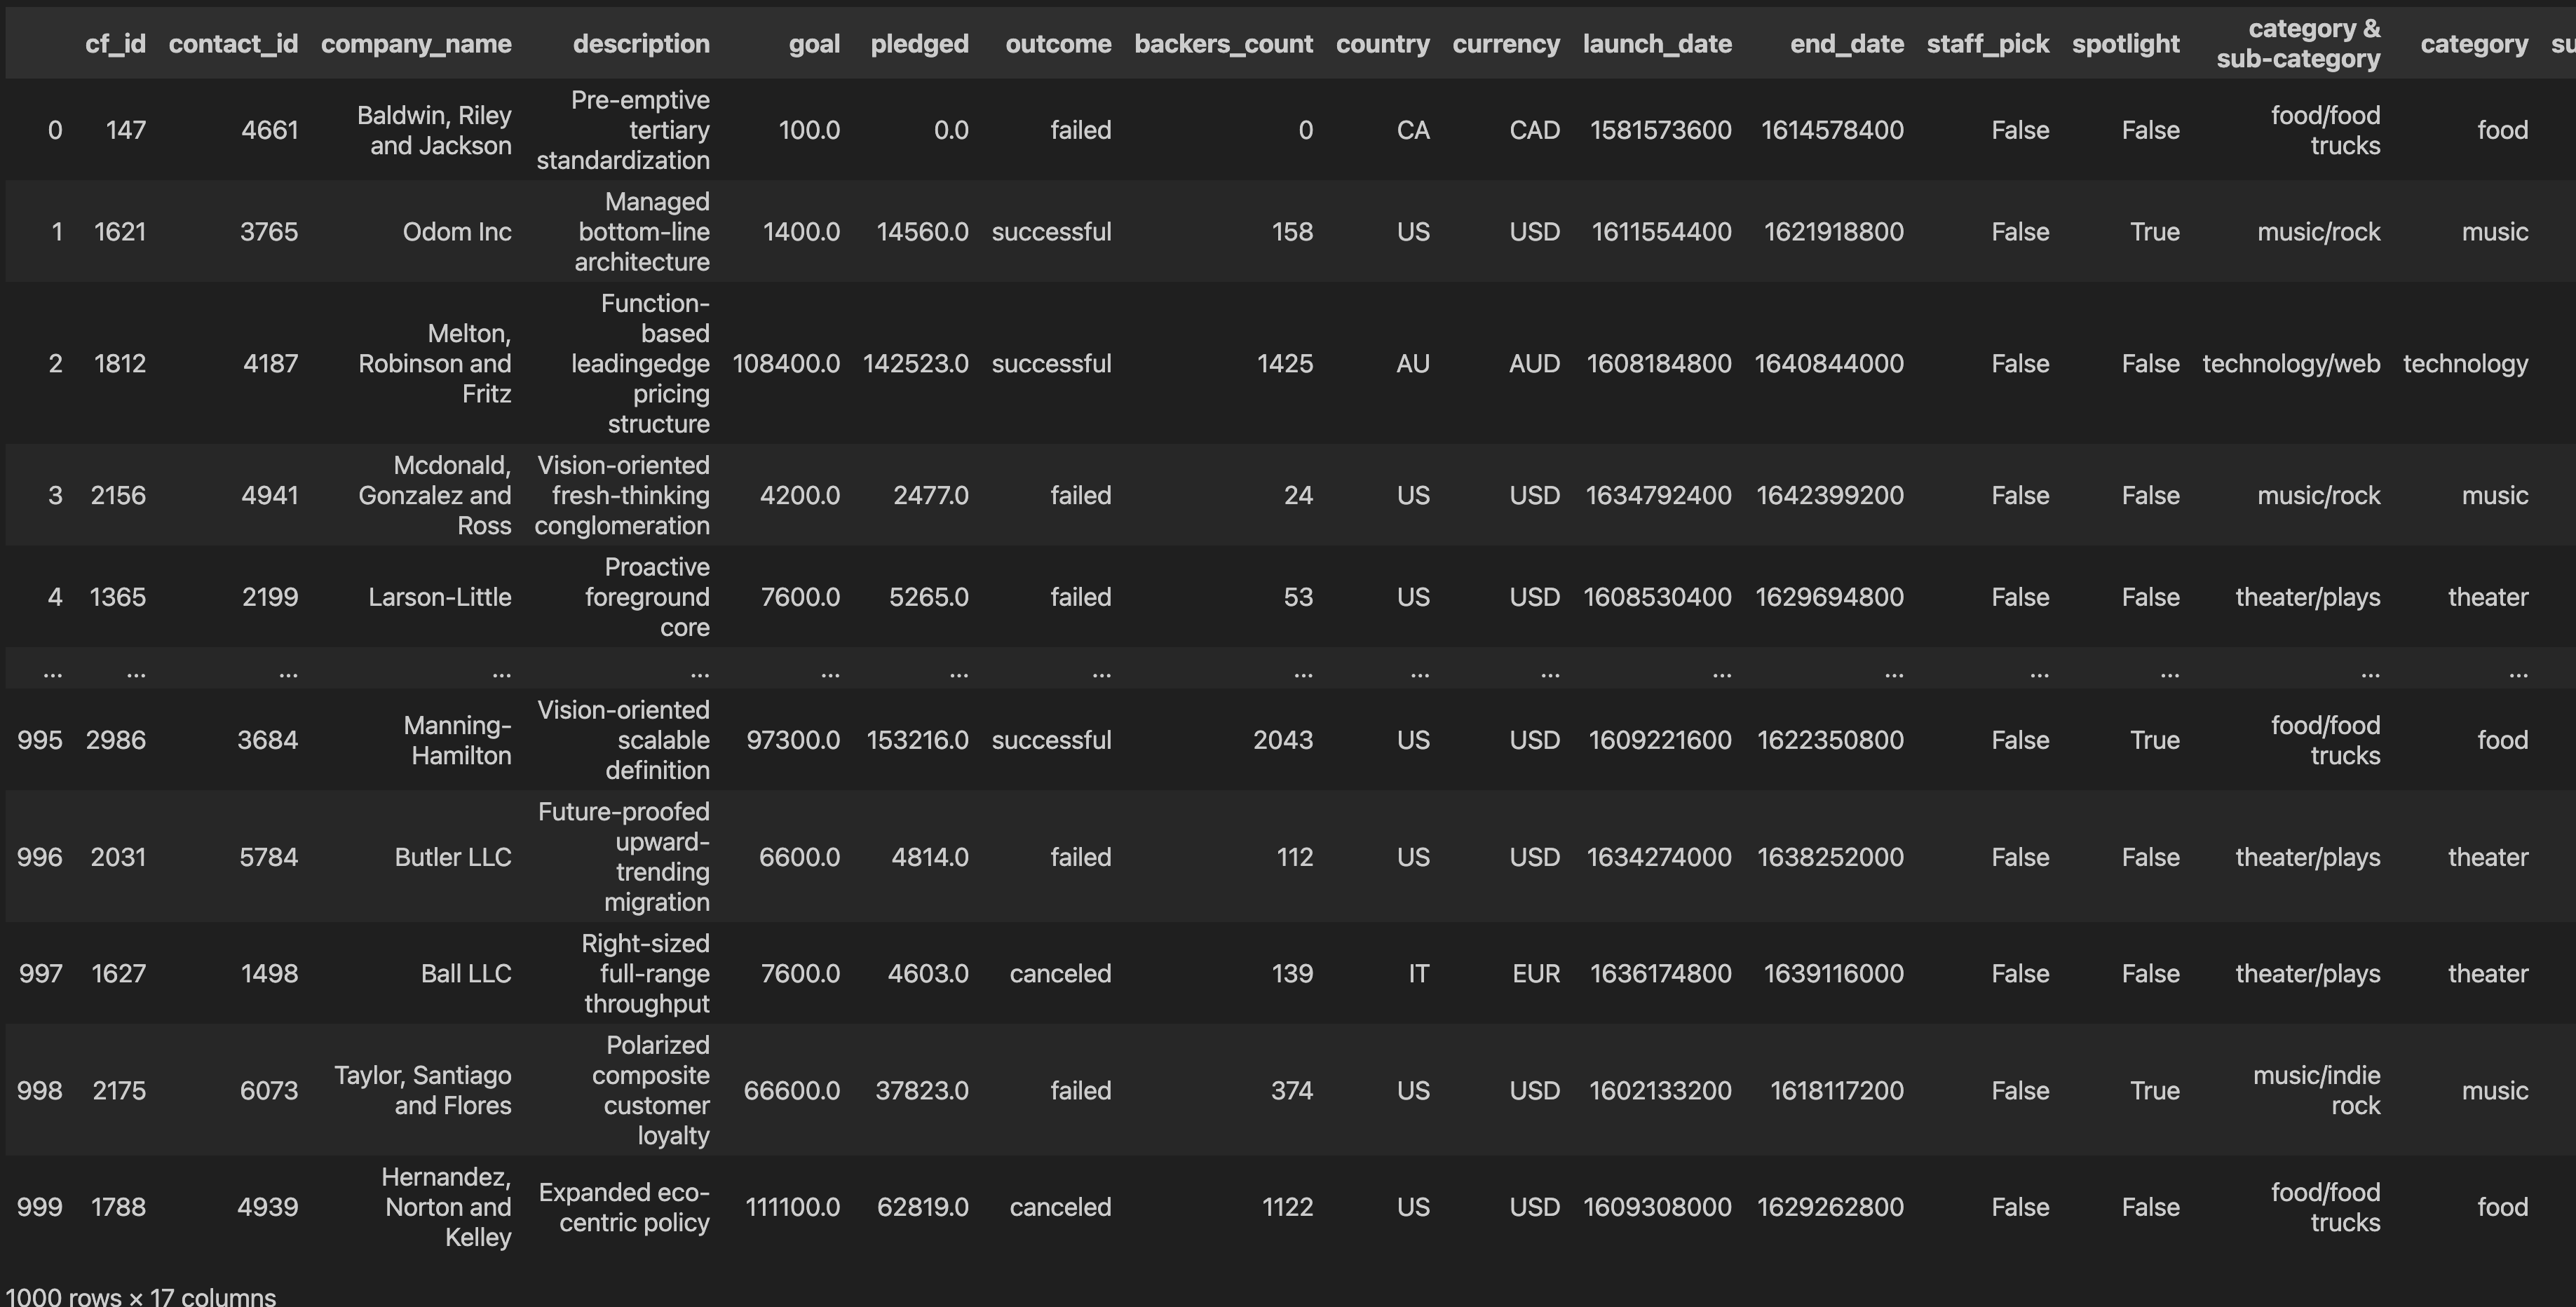 cf_id contact_id company_name description goal pledged outcome backers_count country currency launch_date end_date staff_pick spotlight category & sub-category category su
0 147 4661 Baldwin, Riley and Jackson Pre-emptive tertiary standardization 100.0 0.0 failed 0 CA CAD 1581573600 1614578400 False False food/food trucks food
1 1621 3765 Odom Inc Managed bottom-line architecture 1400.0 14560.0 successful 158 US USD 1611554400 1621918800 False True music/rock music
2 1812 4187 Melton, Robinson and Fritz Function-based leadingedge pricing structure 108400.0 142523.0 successful 1425 AU AUD 1608184800 1640844000 False False technology/web technology
3 2156 4941 Mcdonald, Gonzalez and Ross Vision-oriented fresh-thinking conglomeration 4200.0 2477.0 failed 24 US USD 1634792400 1642399200 False False music/rock music
4 1365 2199 Larson-Little Proactive foreground core 7600.0 5265.0 failed 53 US USD 1608530400 1629694800 False False theater/plays theater
... ... ... ... ... ... ... ... ... ... ... ... ... ... ... ... ...
995 2986 3684 Manning-Hamilton Vision-oriented scalable definition 97300.0 153216.0 successful 2043 US USD 1609221600 1622350800 False True food/food trucks food
996 2031 5784 Butler LLC Future-proofed upward-trending migration 6600.0 4814.0 failed 112 US USD 1634274000 1638252000 False False theater/plays theater
997 1627 1498 Ball LLC Right-sized full-range throughput 7600.0 4603.0 canceled 139 IT EUR 1636174800 1639116000 False False theater/plays theater
998 2175 6073 Taylor, Santiago and Flores Polarized composite customer loyalty 66600.0 37823.0 failed 374 US USD 1602133200 1618117200 False True music/indie rock music
999 1788 4939 Hernandez, Norton and Kelley Expanded eco-centric policy 111100.0 62819.0 canceled 1122 US USD 1609308000 1629262800 False False food/food trucks food
1000 rows × 17 columns